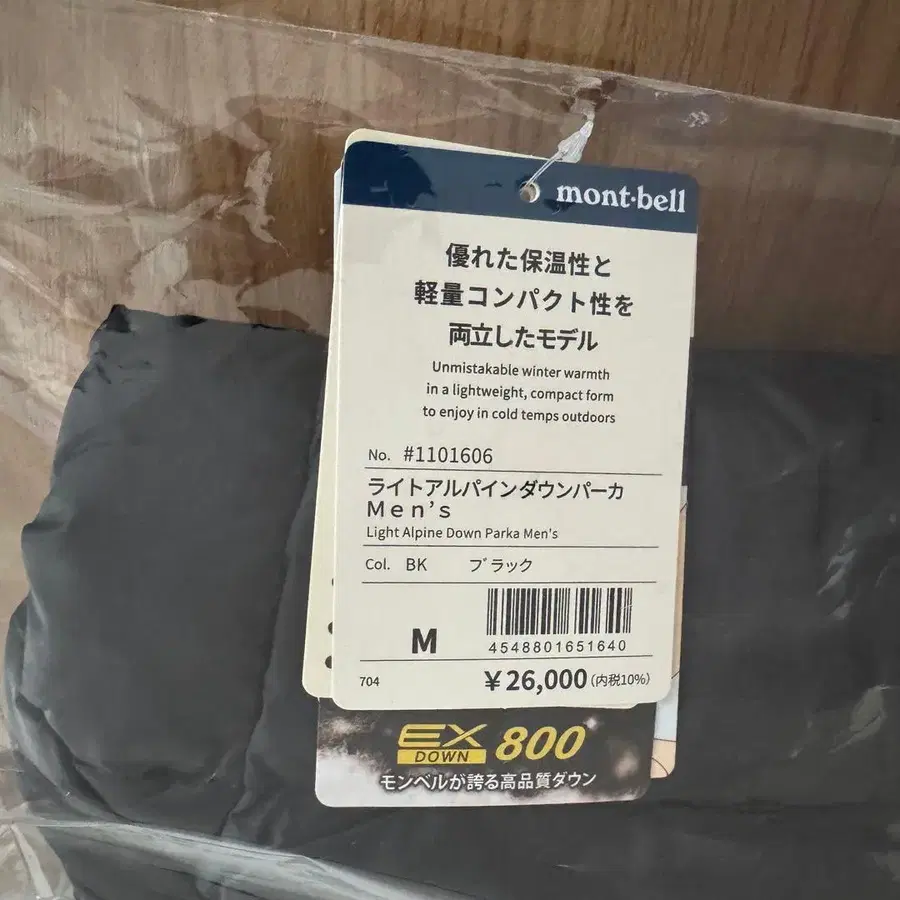 mont·bell
優れた保温性と
軽量コンパクト性を
両立したモデル
Unmistakable winter warmth
in a lightweight, compact form
to enjoy in cold temps outdoors
No. #1101606
ライトアルパインダウンパーカ
Men's
Light Alpine Down Parka Men's
Col. BK ブラック
M
4548801651640
704 ￥26,000(内税10%)
EX DOWN 800
モンベルが誇る高品質ダウン